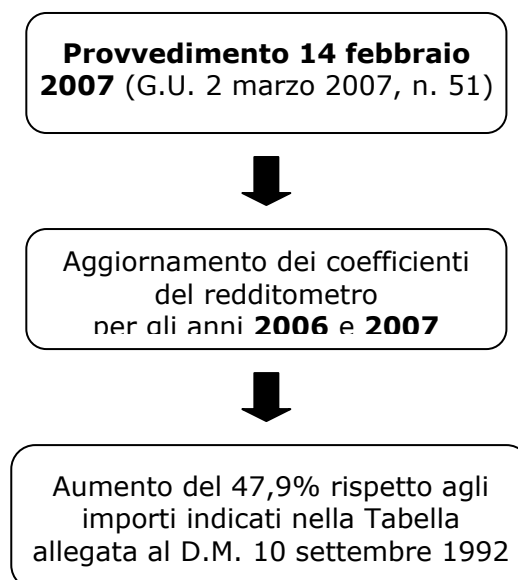 Provvedimento 14 febbraio
2007 (G.U. 2 marzo 2007, n. 51)
Aggiornamento dei coefficienti
del redditometro
per gli anni 2006 e 2007
Aumento del 47,9% rispetto agli
importi indicati nella Tabella
allegata al D.M. 10 settembre 1992